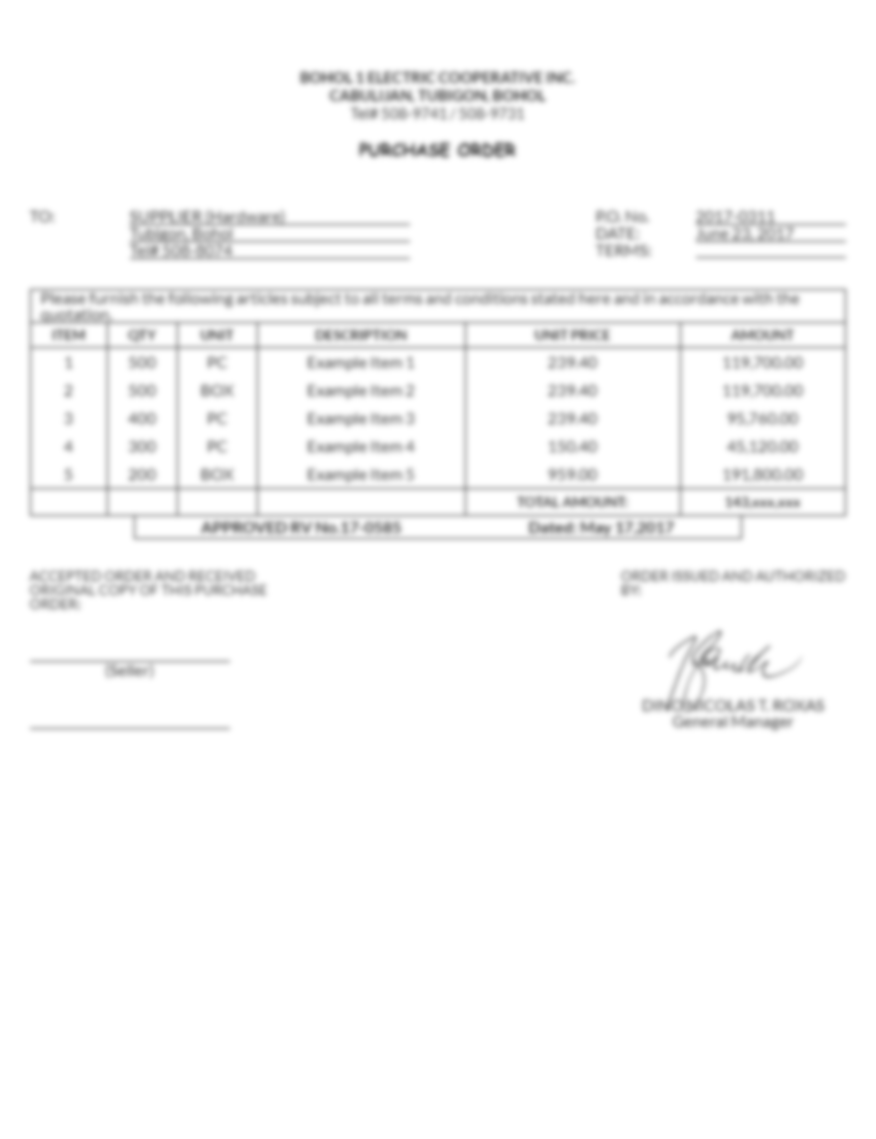 BOHOL 1 ELECTRIC COOPERATIVE INC.
CABULIJAN, TUBIGON, BOHOL
Tel# 508-9741 / 508-9731
PURCHASE ORDER
TO: SUPPLIER (Hardware) P.O. No. 2017-0311
Tubigon, Bohol DATE: June 23, 2017
Tel# 508-8074 TERMS:
Please furnish the following articles subject to all terms and conditions stated here and in accordance with the
quotation.
ITEM QTY UNIT DESCRIPTION UNIT PRICE AMOUNT
1 500 PC Example Item 1 239.40 119,700.00
2 500 BOX Example Item 2 239.40 119,700.00
3 400 PC Example Item 3 239.40 95,760.00
4 300 PC Example Item 4 150.40 45,120.00
5 200 BOX Example Item 5 959.00 191,800.00
TOTAL AMOUNT:
APPROVED RV No.17-0585 Dated: May 17,2017
ACCEPTED ORDER AND RECEIVED ORDER ISSUED AND AUTHORIZED
ORIGINAL COPY OF THIS PURCHASE BY:
ORDER:
(Seller)
NICOLAS T. ROXAS
General Manager